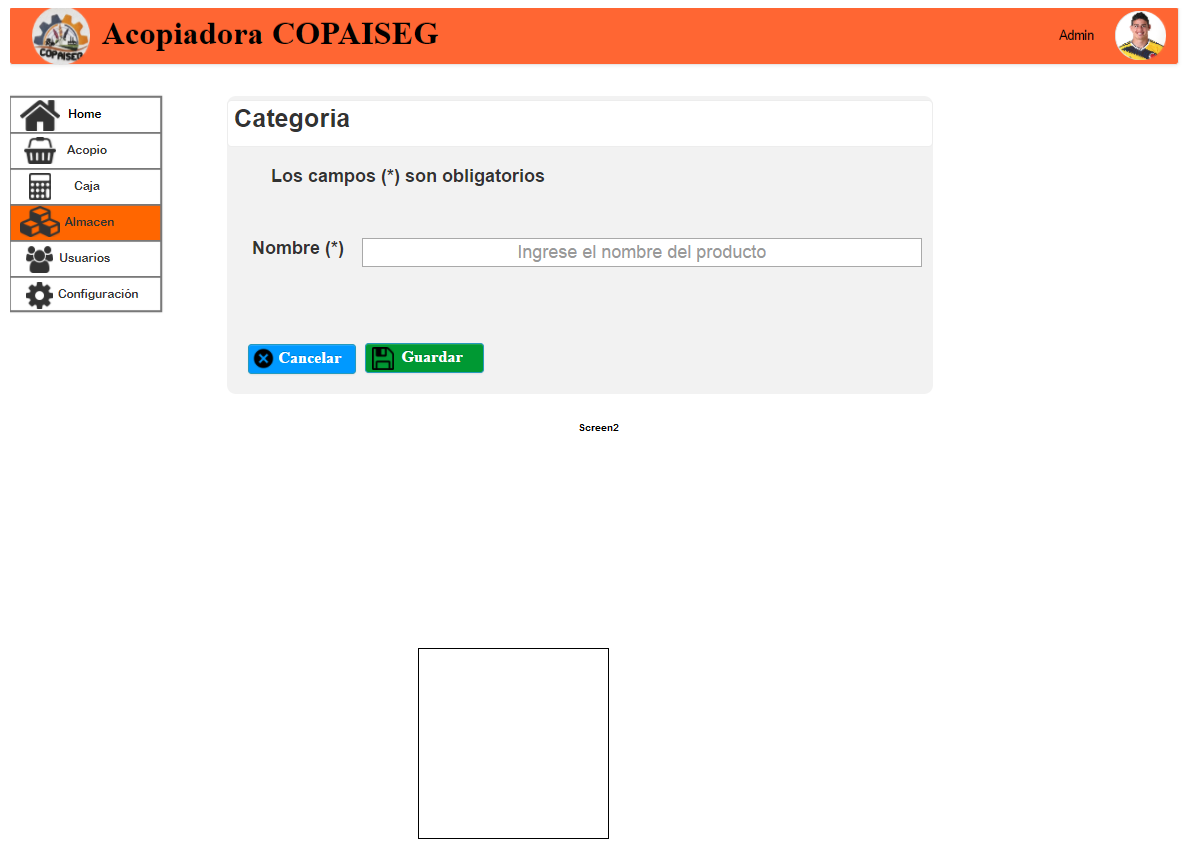 COPAISEG
Acopiadora COPAISEG
Admin
Home
Acopio
Caja
Almacen
Usuarios
Configuración
Categoria
Los campos (*) son obligatorios
Nombre (*)
Ingrese el nombre del producto
Cancelar
Guardar
Screen2